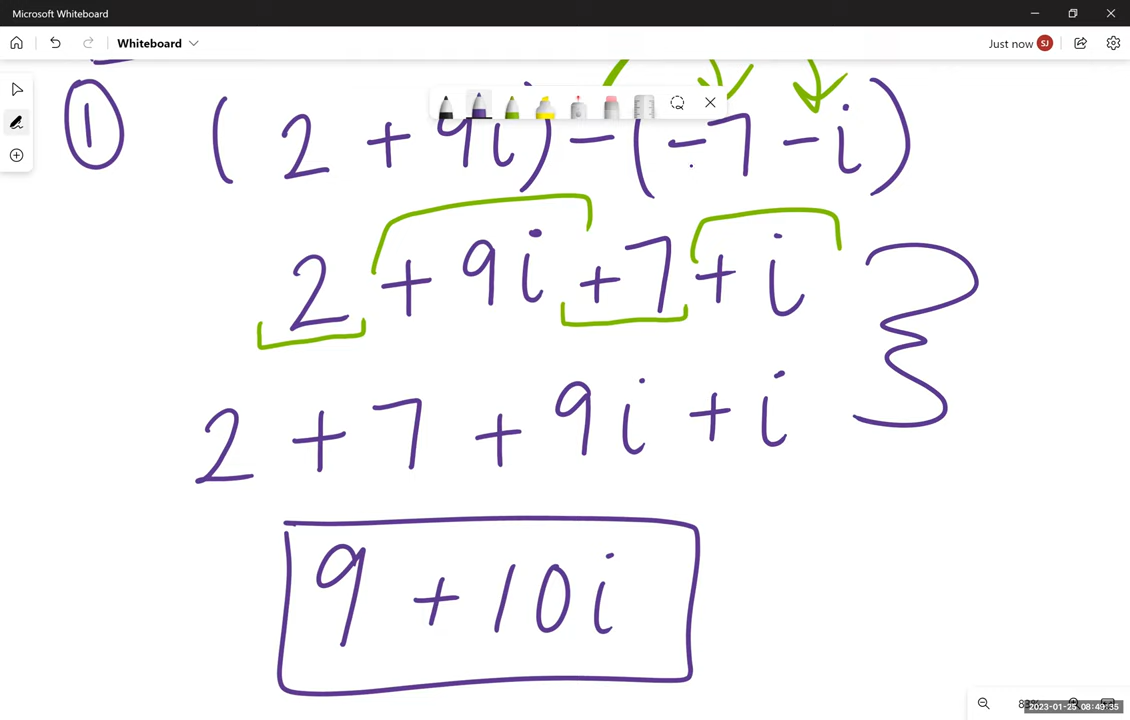 Microsoft Whiteboard
Whiteboard
Just now SJ
① (2 + 9i) - (-7 - i)
2 + 9i + 7 + i
2 + 7 + 9i + i
9 + 10i
2023-01-25 08:49:35